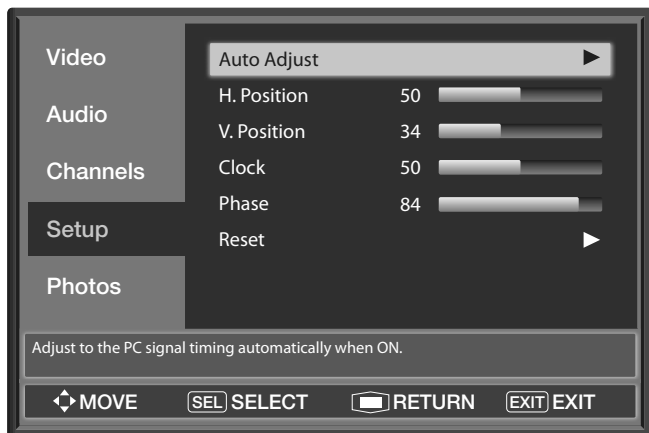 Video
Audio
Channels
Setup
Photos
Auto Adjust
H. Position 50
V. Position 34
Clock 50
Phase 84
Reset
Adjust to the PC signal timing automatically when ON.
MOVE SEL SELECT RETURN EXIT EXIT